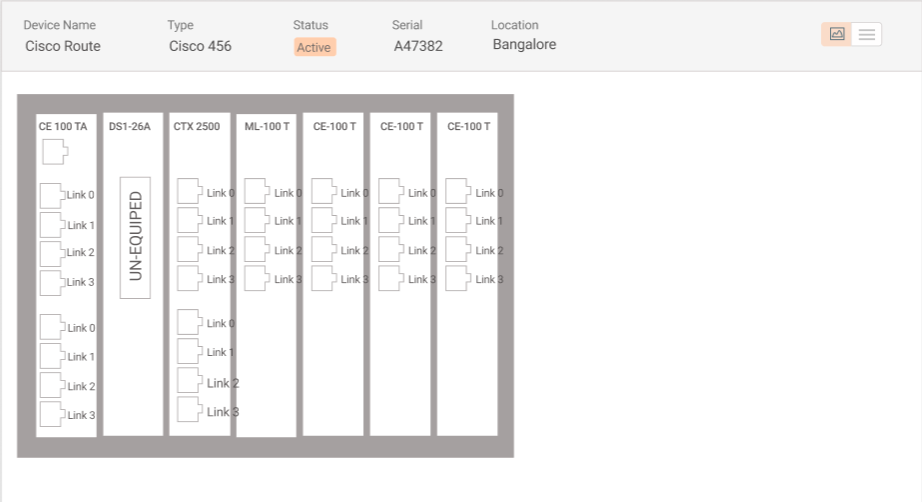 Device Name Type Status Serial Location
Cisco Route Cisco 456 Active A47382 Bangalore
CE 100 TA DS1-26A CTX 2500 ML-100 T CE-100 T CE-100 T CE-100 T
UN-EQUIPED
Link 0 Link 0 Link 0 Link 0 Link 0 Link 0
Link 1 Link 1 Link 1 Link 1 Link 1 Link 1
Link 2 Link 2 Link 2 Link 2 Link 2 Link 2
Link 3 Link 3 Link 3 Link 3 Link 3 Link 3
Link 0 Link 0
Link 1 Link 1
Link 2 Link 2
Link 3 Link 3